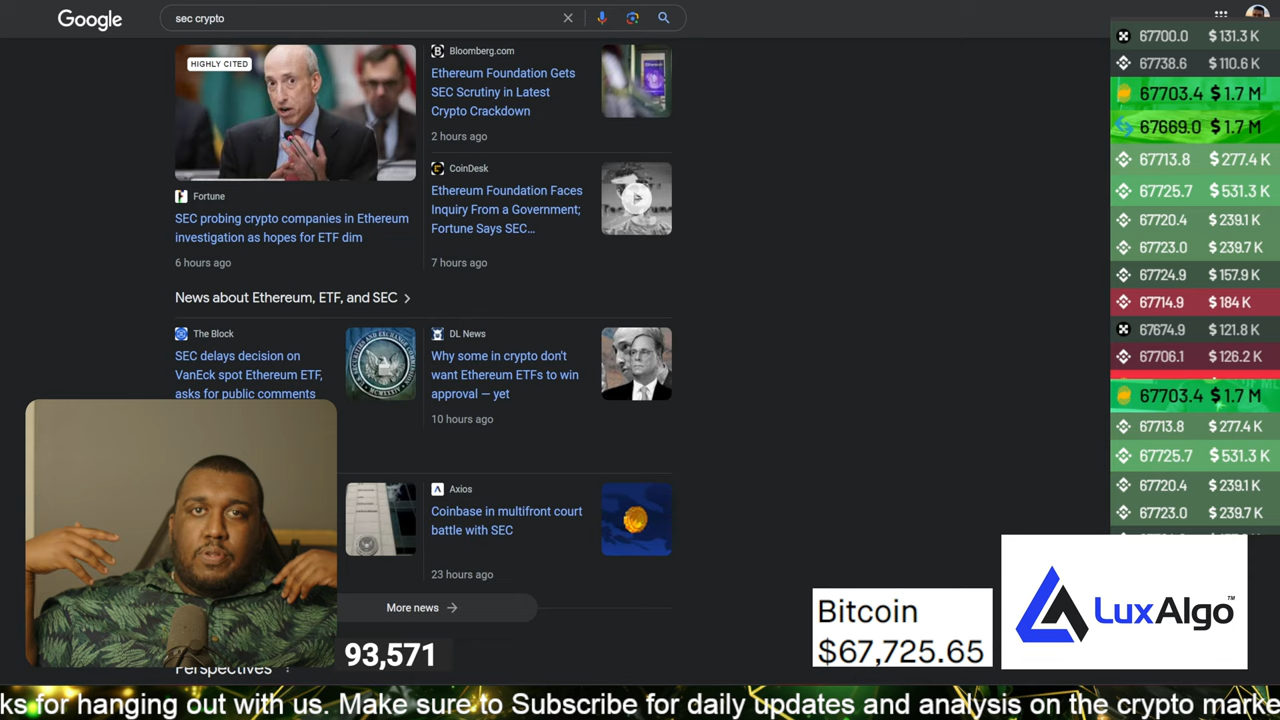 Google
sec crypto
HIGHLY CITED
Fortune
SEC probing crypto companies in Ethereum
investigation as hopes for ETF dim
6 hours ago
Bloomberg.com
Ethereum Foundation Gets
SEC Scrutiny in Latest
Crypto Crackdown
2 hours ago
CoinDesk
Ethereum Foundation Faces
Inquiry From a Government;
Fortune Says SEC...
7 hours ago
News about Ethereum, ETF, and SEC
The Block
SEC delays decision on
VanEck spot Ethereum ETF,
asks for public comments
DL News
Why some in crypto don't
want Ethereum ETFs to win
approval — yet
10 hours ago
Axios
Coinbase in multifront court
battle with SEC
23 hours ago
More news
Perspectives
93,571
67700.0 $131.3 K
67738.6 $110.6 K
67703.4 $1.7 M
67669.0 $1.7 M
67713.8 $277.4 K
67725.7 $531.3 K
67720.4 $239.1 K
67723.0 $239.7 K
67724.9 $157.9 K
67714.9 $184 K
67674.9 $121.8 K
67706.1 $126.2 K
67703.4 $1.7 M
67713.8 $277.4 K
67725.7 $531.3 K
67720.4 $239.1 K
67723.0 $239.7 K
Bitcoin
$67,725.65
LuxAlgo™
ks for hanging out with us. Make sure to Subscribe for daily updates and analysis on the crypto marke